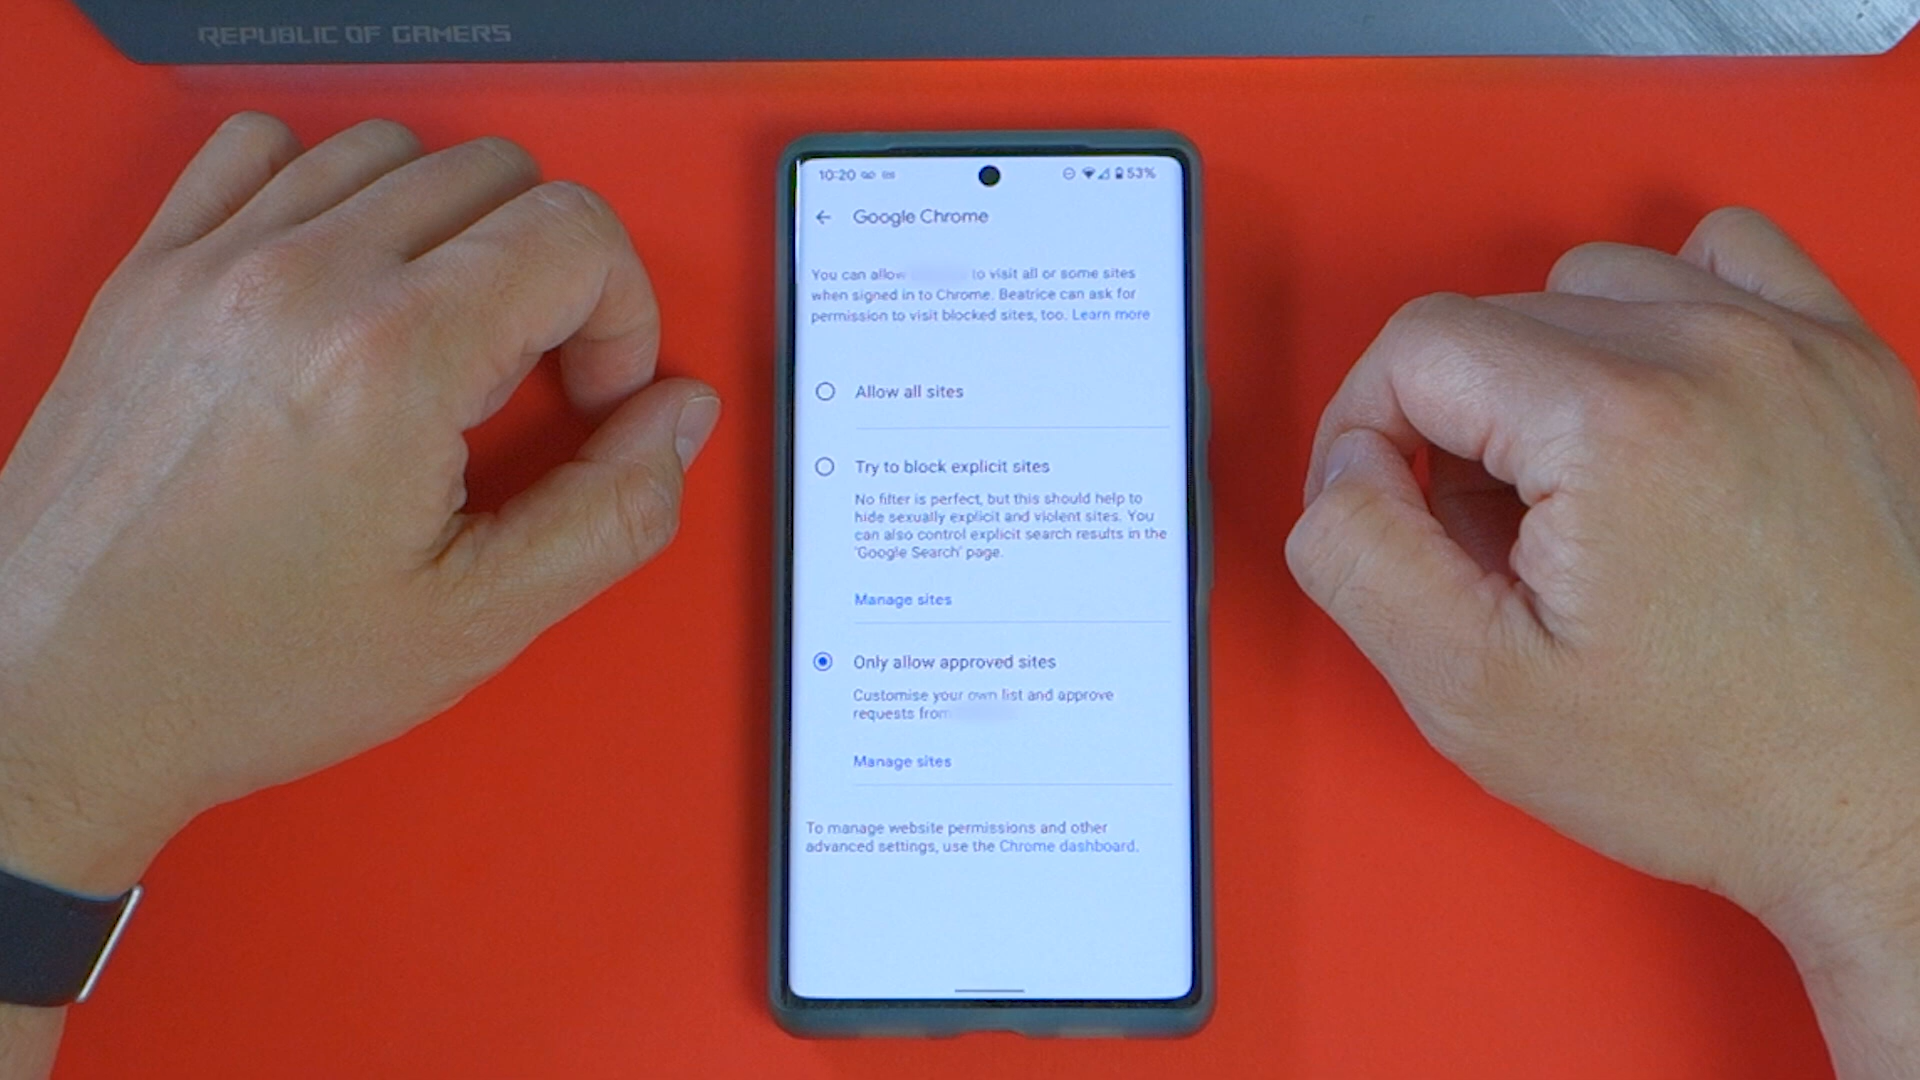 REPUBLIC OF GAMERS
10:20
53%
Google Chrome
You can allow to visit all or some sites
when signed in to Chrome. Beatrice can ask for
permission to visit blocked sites, too. Learn more
Allow all sites
Try to block explicit sites
No filter is perfect, but this should help to
hide sexually explicit and violent sites. You
can also control explicit search results in the
'Google Search' page.
Manage sites
Only allow approved sites
Customise your own list and approve
requests from
Manage sites
To manage website permissions and other
advanced settings, use the Chrome dashboard.